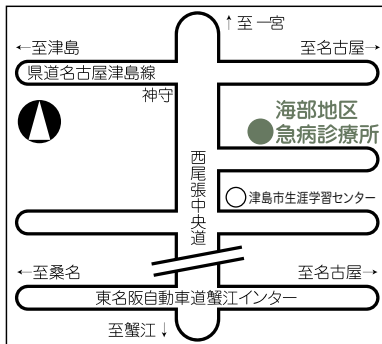 ↑至一宮
←至津島
至名古屋→
県道名古屋津島線
神守
海部地区
急病診療所
西尾張中央道
津島市生涯学習センター
←至桑名
至名古屋→
東名阪自動車道蟹江インター
至蟹江↓